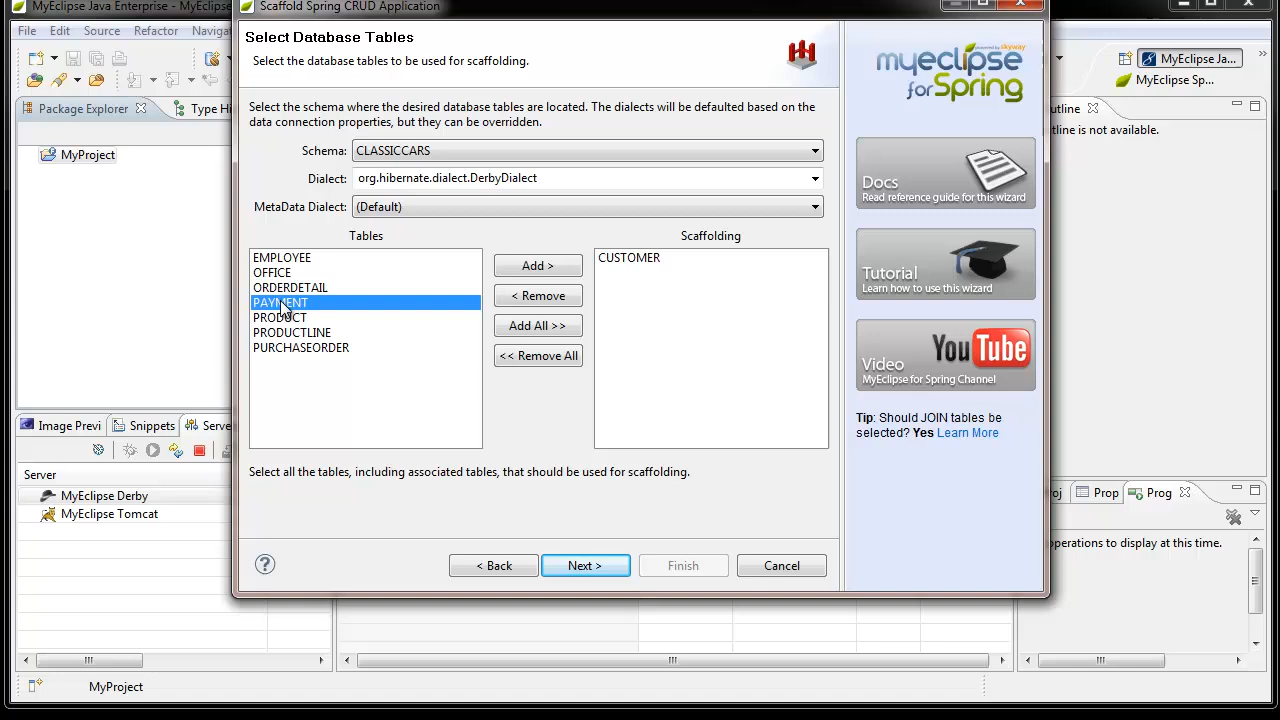 MyEclipse Java Enterprise - MyEclipse
Scaffold Spring CRUD Application
File Edit Source Refactor
Select Database Tables
Select the database tables to be used for scaffolding.
powered by skyway
myeclipse
for Spring
MyEclipse Ja...
MyEclipse Sp...
Package Explorer
Select the schema where the desired database tables are located. The dialects will be defaulted based on the
data connection properties, but they can be overridden.
MyProject
Schema: CLASSICCARS
Dialect: org.hibernate.dialect.DerbyDialect
MetaData Dialect: (Default)
Docs
Read reference guide for this wizard
Tables
Scaffolding
EMPLOYEE
OFFICE
ORDERDETAIL
PAYMENT
PRODUCT
PRODUCTLINE
PURCHASEORDER
Add >
< Remove
Add All >>
<< Remove All
CUSTOMER
Tutorial
Learn how to use this wizard
YouTube
Video
MyEclipse for Spring Channel
Tip: Should JOIN tables be
selected? Yes Learn More
Select all the tables, including associated tables, that should be used for scaffolding.
< Back Next > Finish Cancel
Image Previ Snippets Serve
Server
MyEclipse Derby
MyEclipse Tomcat
utline
tline is not available.
oj Prop Prog
operations to display at this time.
MyProject